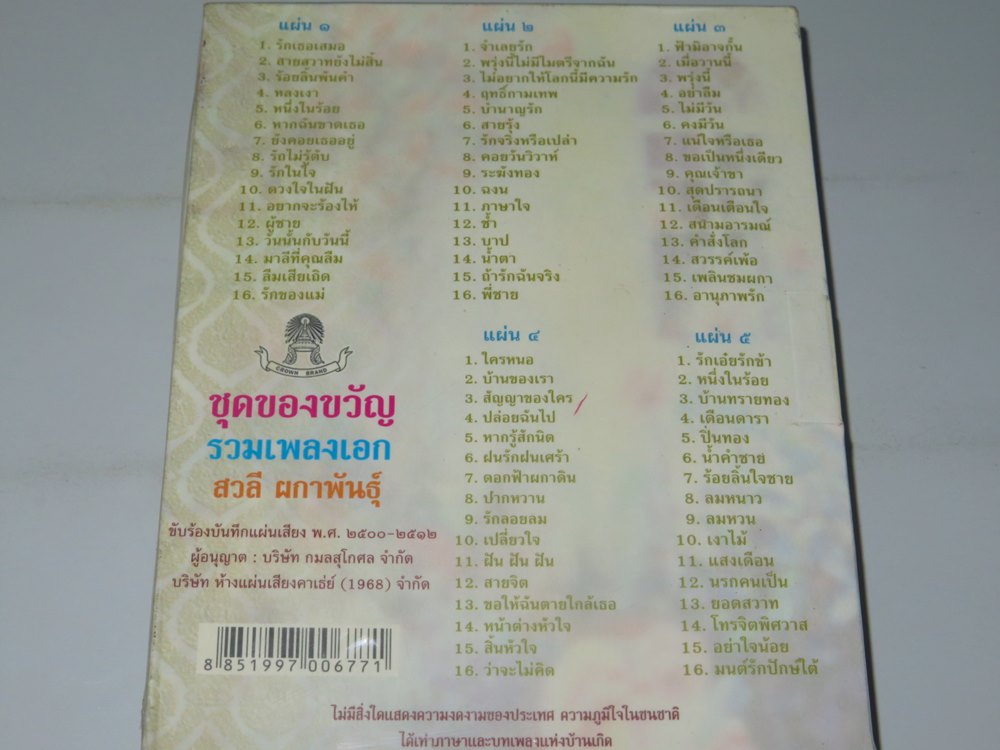 แผ่น ๑
1. รักเธอเสมอ
2. สายสวาทยังไม่สิ้น
3. ร้อยลิ้นพันคำ
4. หลงเงา
5. หนึ่งในร้อย
6. หากฉันขาดเธอ
7. ยังคอยเธออยู่
8. รักไม่รู้ดับ
9. รักในใจ
10. ดวงใจในฝัน
11. อยากจะร้องไห้
12. ผู้ชาย
13. วันนั้นกับวันนี้
14. มาลีที่คุณลืม
15. ลืมเสียเถิด
16. รักของแม่
แผ่น ๒
1. จำเลยรัก
2. พรุ่งนี้ไม่มีไมตรีจากฉัน
3. ไม่อยากให้โลกนี้มีความรัก
4. ฤทธิ์กามเทพ
5. บำนาญรัก
6. สายรุ้ง
7. รักจริงหรือเปล่า
8. คอยวันวิวาห์
9. ระฆังทอง
10. ฉงน
11. ภาษาใจ
12. ช้ำ
13. บาป
14. น้ำตา
15. ถ้ารักฉันจริง
16. พี่ชาย
แผ่น ๓
1. ฟ้ามิอาจกั้น
2. เมื่อวานนี้
3. พรุ่งนี้
4. อย่าลืม
5. ไม่มีวัน
6. คงมีวัน
7. แน่ใจหรือเธอ
8. ขอเป็นหนึ่งเดียว
9. คุณเจ้าขา
10. สุดปรารถนา
11. เดือนเตือนใจ
12. สนามอารมณ์
13. คำสั่งโลก
14. สวรรค์เพ้อ
15. เพลินชมผกา
16. อานุภาพรัก
CROWN BRAND
ชุดของขวัญ
รวมเพลงเอก
สวลี ผกาพันธุ์
ขับร้องบันทึกแผ่นเสียง พ.ศ. ๒๕๐๐-๒๕๑๒
ผู้อนุญาต : บริษัท กมลสุโกศล จำกัด
บริษัท ห้างแผ่นเสียงคาเธ่ย์ (1968) จำกัด
8 851997 006771
แผ่น ๔
1. ใครหนอ
2. บ้านของเรา
3. สัญญาของใคร
4. ปล่อยฉันไป
5. หากรู้สักนิด
6. ฝนรักฝนเศร้า
7. ดอกฟ้าผกาดิน
8. ปากหวาน
9. รักลอยลม
10. เปลี่ยวใจ
11. ฝัน ฝัน ฝัน
12. สายจิต
13. ขอให้ฉันตายใกล้เธอ
14. หน้าต่างหัวใจ
15. สิ้นหัวใจ
16. ว่าจะไม่คิด
แผ่น ๕
1. รักเอ๋ยรักข้า
2. หนึ่งในร้อย
3. บ้านทรายทอง
4. เดือนดารา
5. ปิ่นทอง
6. น้ำคำชาย
7. ร้อยลิ้นใจชาย
8. ลมหนาว
9. ลมหวน
10. เงาไม้
11. แสงเดือน
12. นรกคนเป็น
13. ยอดสวาท
14. โทรจิตพิศวาส
15. อย่าใจน้อย
16. มนต์รักปักษ์ใต้
ไม่มีสิ่งใดแสดงความงดงามของประเทศ ความภูมิใจในชนชาติ
ได้เท่าภาษาและบทเพลงแห่งบ้านเกิด